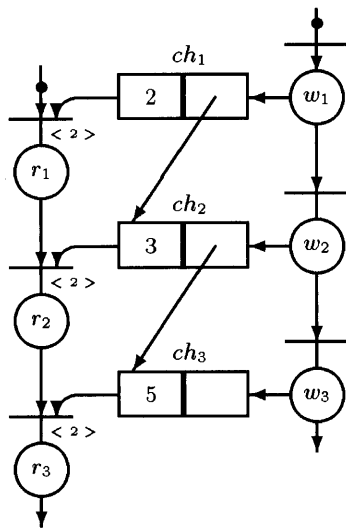 ch₁
2
w₁
< 2 >
r₁
ch₂
3
w₂
< 2 >
r₂
ch₃
5
w₃
< 2 >
r₃